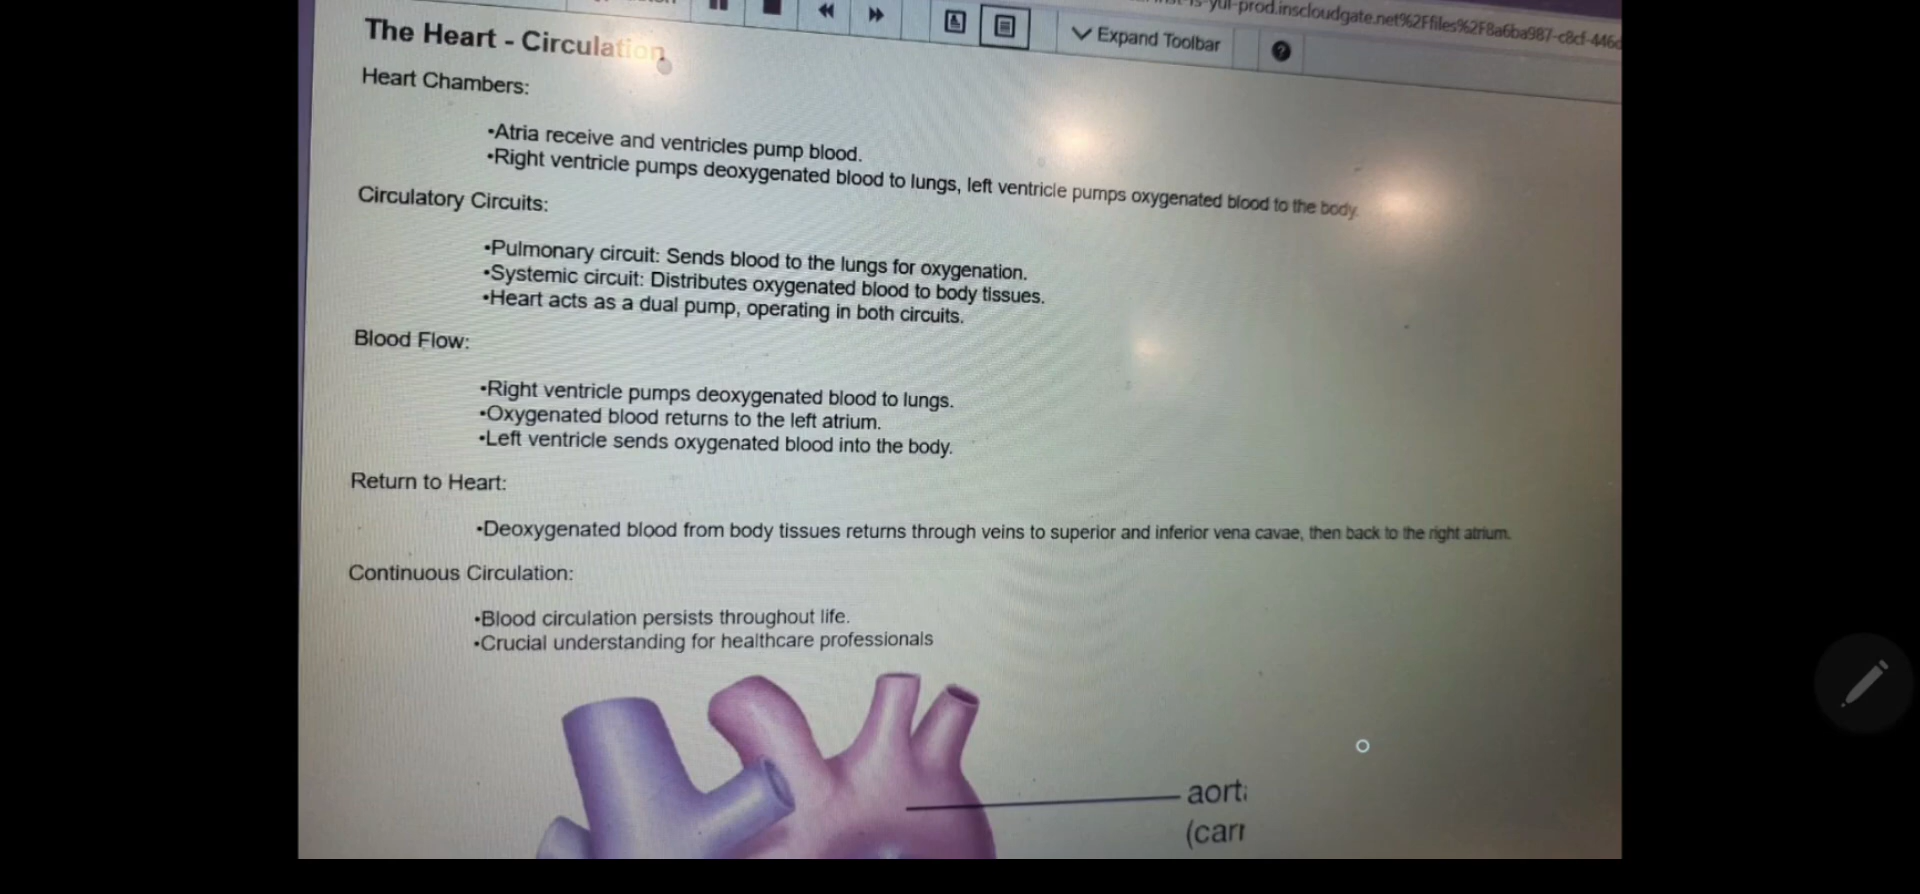 yul-prod.inscloudgate.net%2Ffiles%2F8a6ba987-c8cf-446c
Expand Toolbar
?
The Heart - Circulation
Heart Chambers:
•Atria receive and ventricles pump blood.
•Right ventricle pumps deoxygenated blood to lungs, left ventricle pumps oxygenated blood to the body.
Circulatory Circuits:
•Pulmonary circuit: Sends blood to the lungs for oxygenation.
•Systemic circuit: Distributes oxygenated blood to body tissues.
•Heart acts as a dual pump, operating in both circuits.
Blood Flow:
•Right ventricle pumps deoxygenated blood to lungs.
•Oxygenated blood returns to the left atrium.
•Left ventricle sends oxygenated blood into the body.
Return to Heart:
•Deoxygenated blood from body tissues returns through veins to superior and inferior vena cavae, then back to the right atrium.
Continuous Circulation:
•Blood circulation persists throughout life.
•Crucial understanding for healthcare professionals
aort
(carr